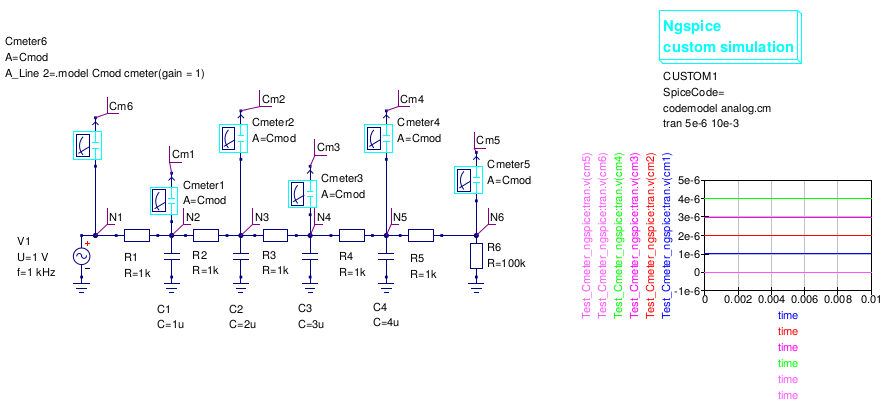 Ngspice
custom simulation
Cmeter6
A=Cmod
A_Line 2=.model Cmod cmeter(gain = 1)
CUSTOM1
SpiceCode=
codemodel analog.cm
tran 5e-6 10e-3
Cm6
Cm2
Cmeter2
A=Cmod
Cm4
Cmeter4
A=Cmod
Cm1
Cmeter1
A=Cmod
Cm3
Cmeter3
A=Cmod
Cm5
Cmeter5
A=Cmod
N1
N2
N3
N4
N5
N6
V1
U=1 V
f=1 kHz
R1
R=1k
R2
R=1k
R3
R=1k
R4
R=1k
R5
R=1k
R6
R=100k
C1
C=1u
C2
C=2u
C3
C=3u
C4
C=4u
Test_Cmeter_ngspice:tran.v(cm5)
Test_Cmeter_ngspice:tran.v(cm6)
Test_Cmeter_ngspice:tran.v(cm4)
Test_Cmeter_ngspice:tran.v(cm3)
Test_Cmeter_ngspice:tran.v(cm2)
Test_Cmeter_ngspice:tran.v(cm1)
5e-6
4e-6
3e-6
2e-6
1e-6
0
-1e-6
0 0.002 0.004 0.006 0.008 0.01
time
time
time
time
time
time